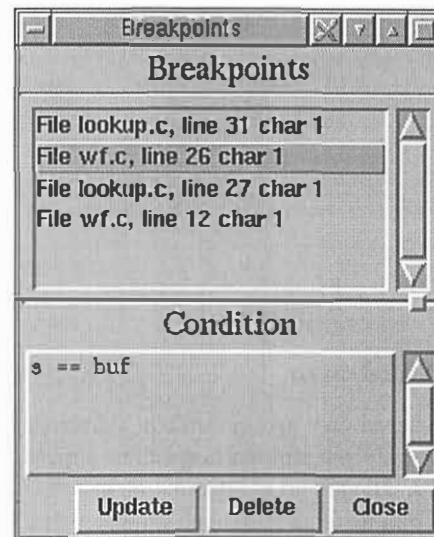 Breakpoints
Breakpoints
File lookup.c, line 31 char 1
File wf.c, line 26 char 1
File lookup.c, line 27 char 1
File wf.c, line 12 char 1
Condition
s == buf
Update Delete Close